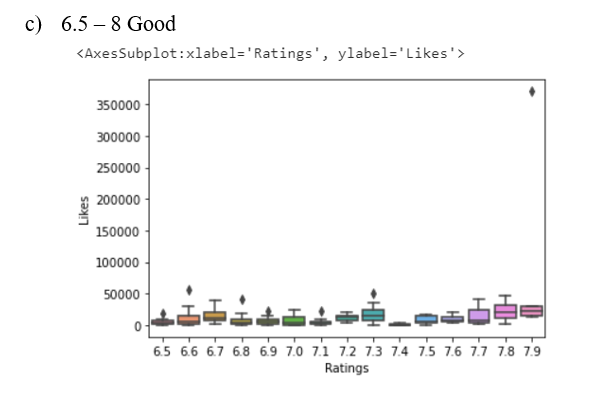 c) 6.5 – 8 Good
<AxesSubplot:xlabel='Ratings', ylabel='Likes'>
350000
300000
250000
200000
150000
100000
50000
0
Likes
6.5 6.6 6.7 6.8 6.9 7.0 7.1 7.2 7.3 7.4 7.5 7.6 7.7 7.8 7.9
Ratings